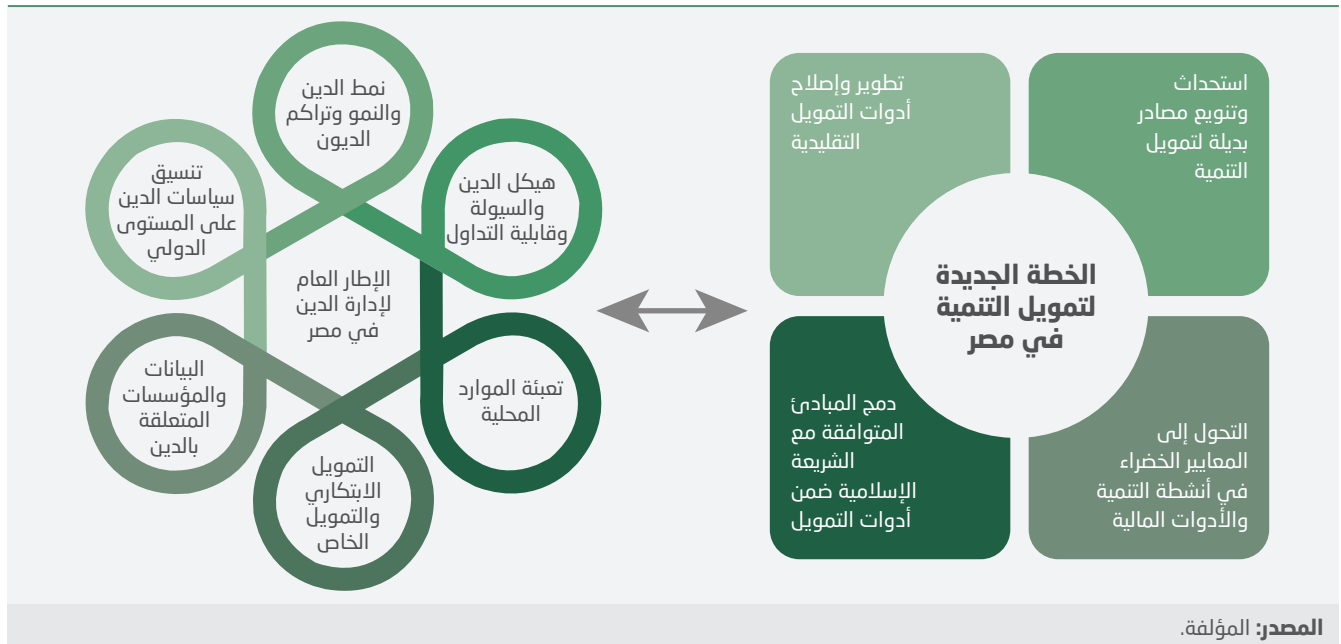 استحداث
وتنويع مصادر
بديلة لتمويل
التنمية
تطوير وإصلاح
أدوات التمويل
التقليدية
الخطة الجديدة
لتمويل التنمية
في مصر
التحول إلى
المعايير الخضراء
في أنشطة التنمية
والأدوات المالية
دمج المبادئ
المتوافقة مع
الشريعة
الإسلامية ضمن
أدوات التمويل
نمط الدين
والنمو وتراكم
الديون
هيكل الدين
والسيولة
وقابلية التداول
تنسيق
سياسات الدين
على المستوى
الدولي
الإطار العام
لإدارة الدين
في مصر
تعبئة الموارد
المحلية
البيانات
والمؤسسات
المتعلقة
بالدين
التمويل
الابتكاري
والتمويل
الخاص
المصدر: المؤلفة.